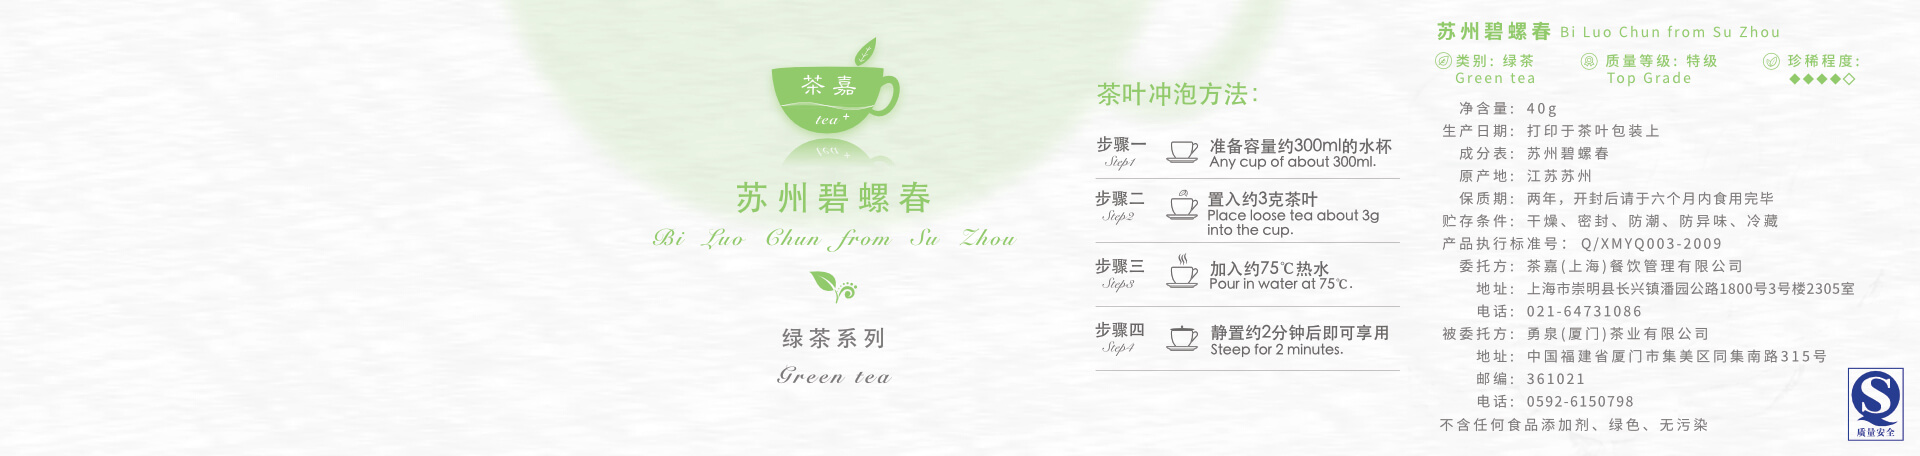 茶嘉
tea+
苏州碧螺春
Bi Luo Chun from Su Zhou
绿茶系列
Green tea
茶叶冲泡方法：
步骤一
Step1
准备容量约300ml的水杯
Any cup of about 300ml.
步骤二
Step2
置入约3克茶叶
Place loose tea about 3g
into the cup.
步骤三
Step3
加入约75℃热水
Pour in water at 75℃.
步骤四
Step4
静置约2分钟后即可享用
Steep for 2 minutes.
苏州碧螺春 Bi Luo Chun from Su Zhou
类别: 绿茶
Green tea
质量等级: 特级
Top Grade
珍稀程度:
净含量: 40g
生产日期: 打印于茶叶包装上
成分表: 苏州碧螺春
原产地: 江苏苏州
保质期: 两年，开封后请于六个月内食用完毕
贮存条件: 干燥、密封、防潮、防异味、冷藏
产品执行标准号: Q/XMYQ003-2009
委托方: 茶嘉(上海)餐饮管理有限公司
地址: 上海市崇明县长兴镇潘园公路1800号3号楼2305室
电话: 021-64731086
被委托方: 勇泉(厦门)茶业有限公司
地址: 中国福建省厦门市集美区同集南路315号
邮编: 361021
电话: 0592-6150798
不含任何食品添加剂、绿色、无污染
质量安全